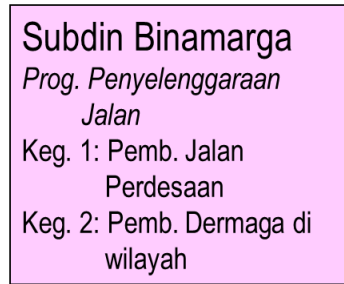 Subdin Binamarga
Prog. Penyelenggaraan
Jalan
Keg. 1: Pemb. Jalan
Perdesaan
Keg. 2: Pemb. Dermaga di
wilayah